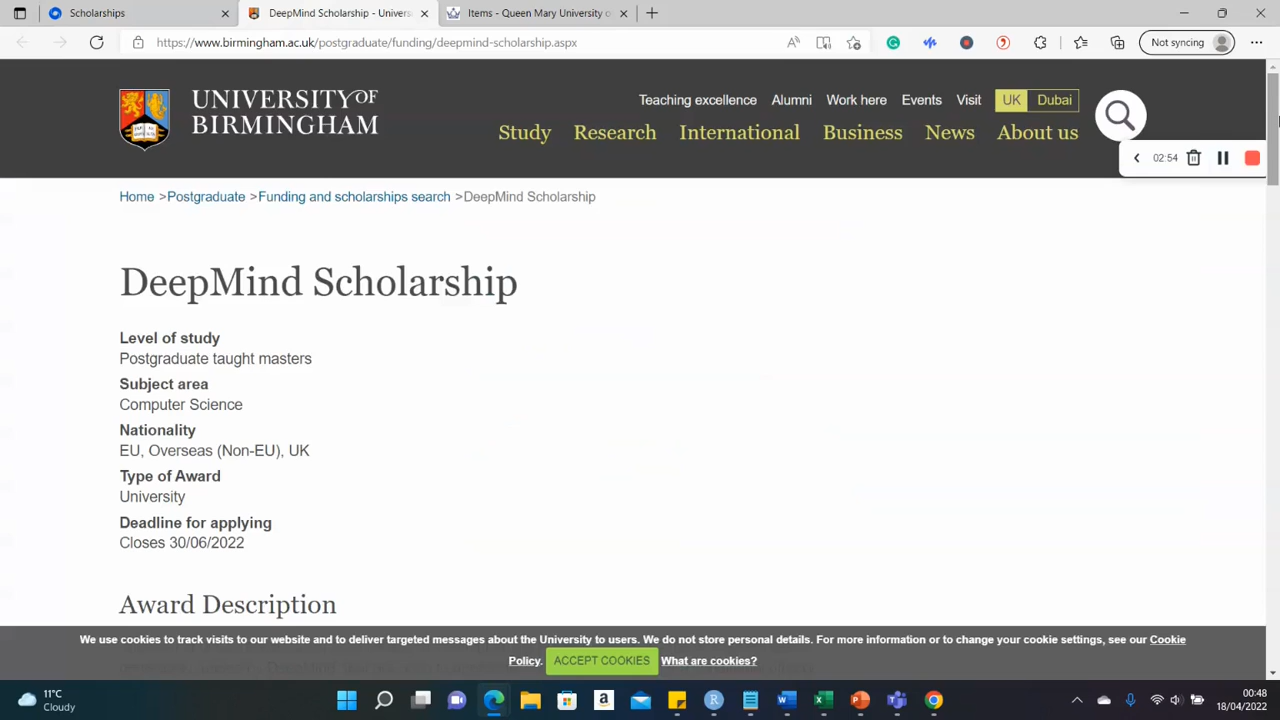 Scholarships
DeepMind Scholarship - Univers
Items - Queen Mary University o
https://www.birmingham.ac.uk/postgraduate/funding/deepmind-scholarship.aspx
Not syncing
UNIVERSITY OF
BIRMINGHAM
Teaching excellence Alumni Work here Events Visit UK Dubai
Study Research International Business News About us
02:54
Home >Postgraduate >Funding and scholarships search >DeepMind Scholarship
DeepMind Scholarship
Level of study
Postgraduate taught masters
Subject area
Computer Science
Nationality
EU, Overseas (Non-EU), UK
Type of Award
University
Deadline for applying
Closes 30/06/2022
Award Description
We use cookies to track visits to our website and to deliver targeted messages about the University to users. We do not store personal details. For more information or to change your cookie settings, see our Cookie
Policy. ACCEPT COOKIES What are cookies?
11°C
Cloudy
00:48
18/04/2022